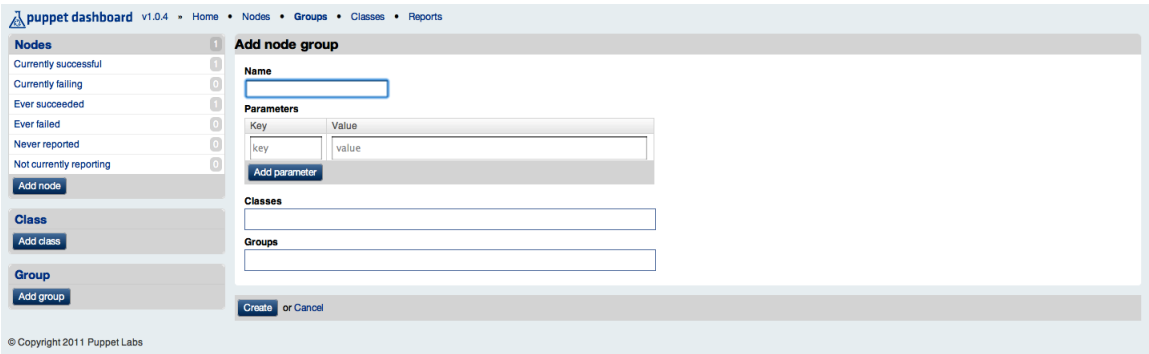 puppet dashboard v1.0.4 » Home • Nodes • Groups • Classes • Reports
Nodes 1
Currently successful 1
Currently failing 0
Ever succeeded 1
Ever failed 0
Never reported 0
Not currently reporting 0
Add node
Class
Add class
Group
Add group
Add node group
Name
Parameters
Key Value
key value
Add parameter
Classes
Groups
Create or Cancel
© Copyright 2011 Puppet Labs